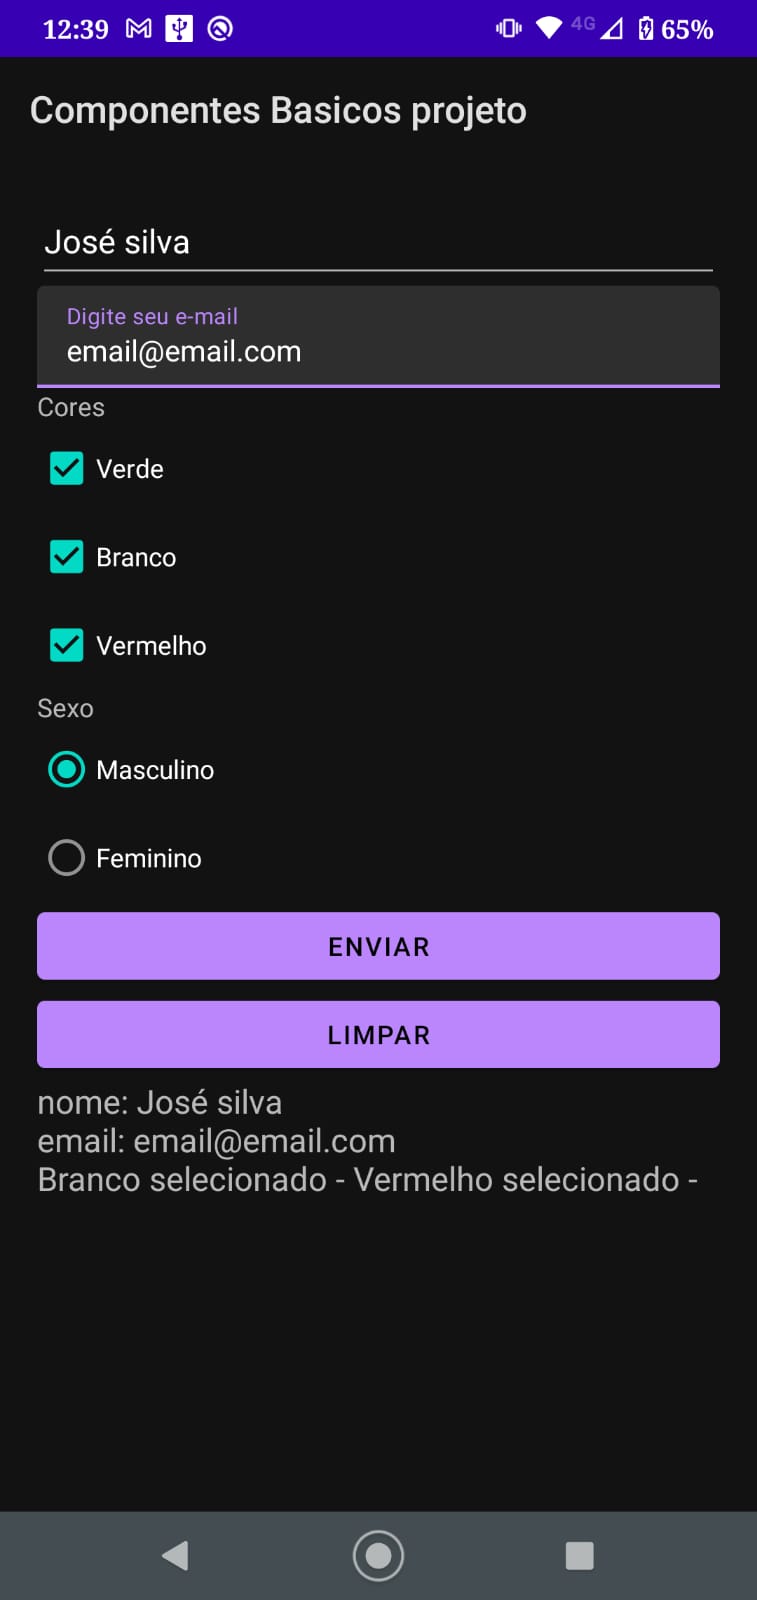 12:39 4G 65%
Componentes Basicos projeto
José silva
Digite seu e-mail
email@email.com
Cores
Verde
Branco
Vermelho
Sexo
Masculino
Feminino
ENVIAR
LIMPAR
nome: José silva
email: email@email.com
Branco selecionado - Vermelho selecionado -